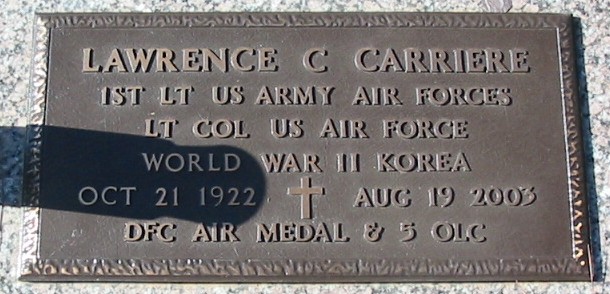 LAWRENCE C CARRIERE
1ST LT US ARMY AIR FORCES
LT COL US AIR FORCE
WORLD WAR II KOREA
OCT 21 1922 AUG 19 2003
DFC AIR MEDAL & 5 OLC